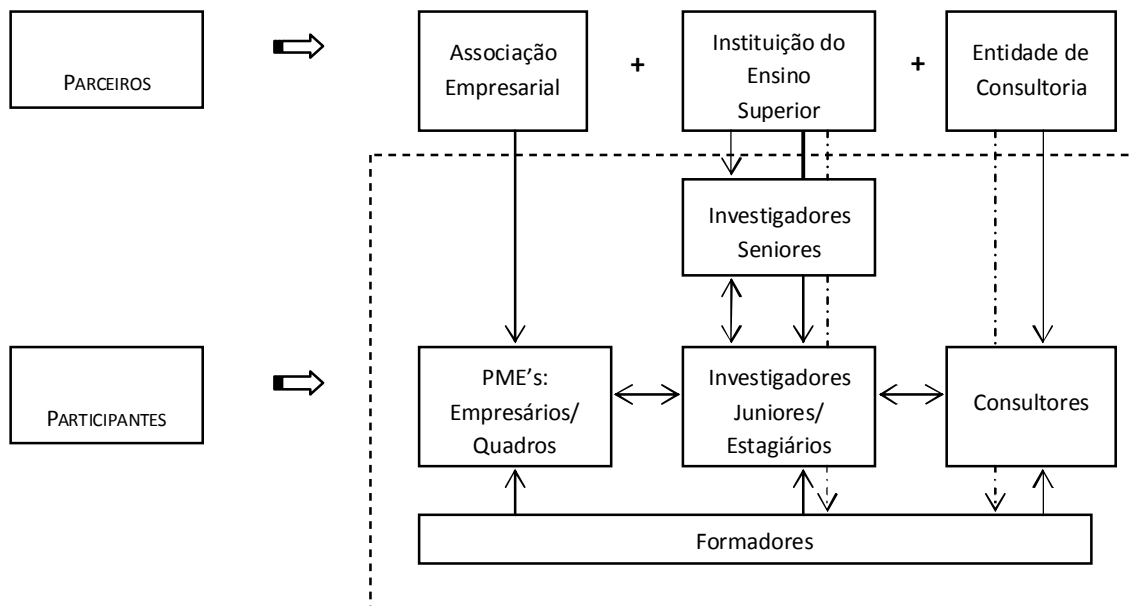 PARCEIROS
Associação
Empresarial
+
Instituição do
Ensino
Superior
+
Entidade de
Consultoria
Investigadores
Seniores
PARTICIPANTES
PME's:
Empresários/
Quadros
Investigadores
Juniores/
Estagiários
Consultores
Formadores